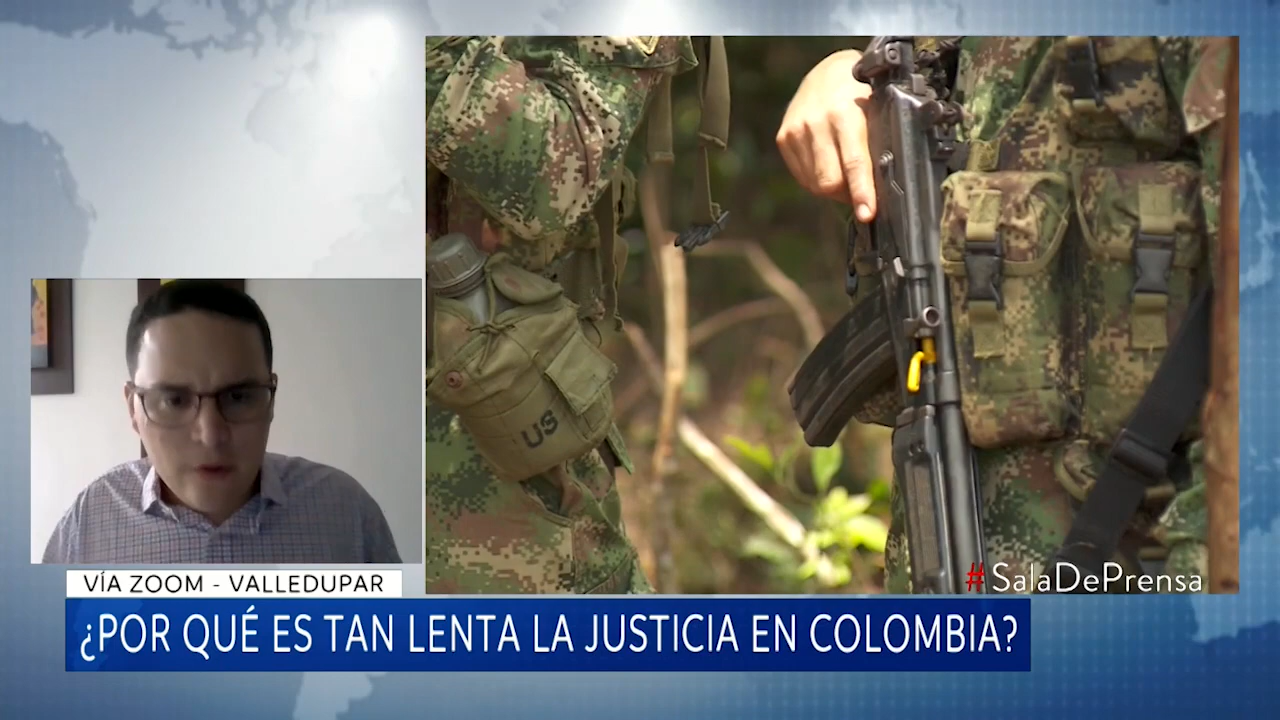 US
#SalaDePrensa
VÍA ZOOM - VALLEDUPAR
¿POR QUÉ ES TAN LENTA LA JUSTICIA EN COLOMBIA?